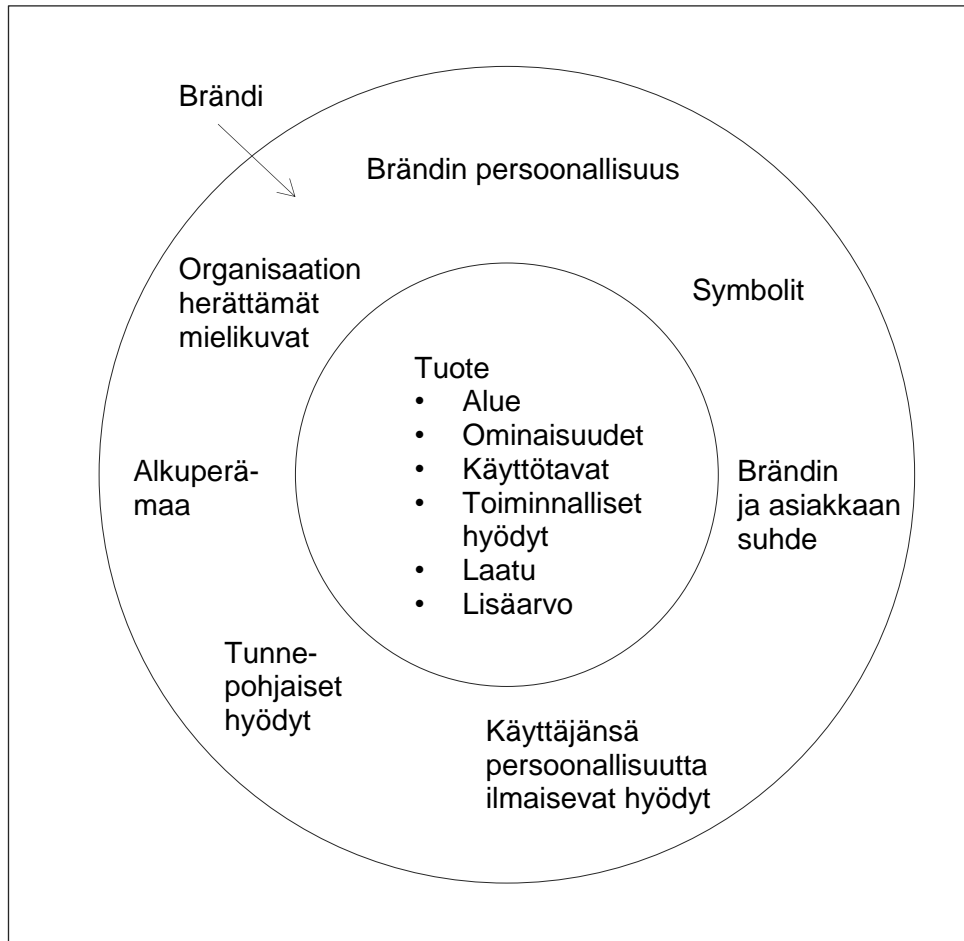 Brändi
Brändin persoonallisuus
Organisaation
herättämät
mielikuvat
Symbolit
Tuote
• Alue
• Ominaisuudet
• Käyttötavat
• Toiminnalliset
hyödyt
• Laatu
• Lisäarvo
Alkuperä-
maa
Brändin
ja asiakkaan
suhde
Tunne-
pohjaiset
hyödyt
Käyttäjänsä
persoonallisuutta
ilmaisevat hyödyt